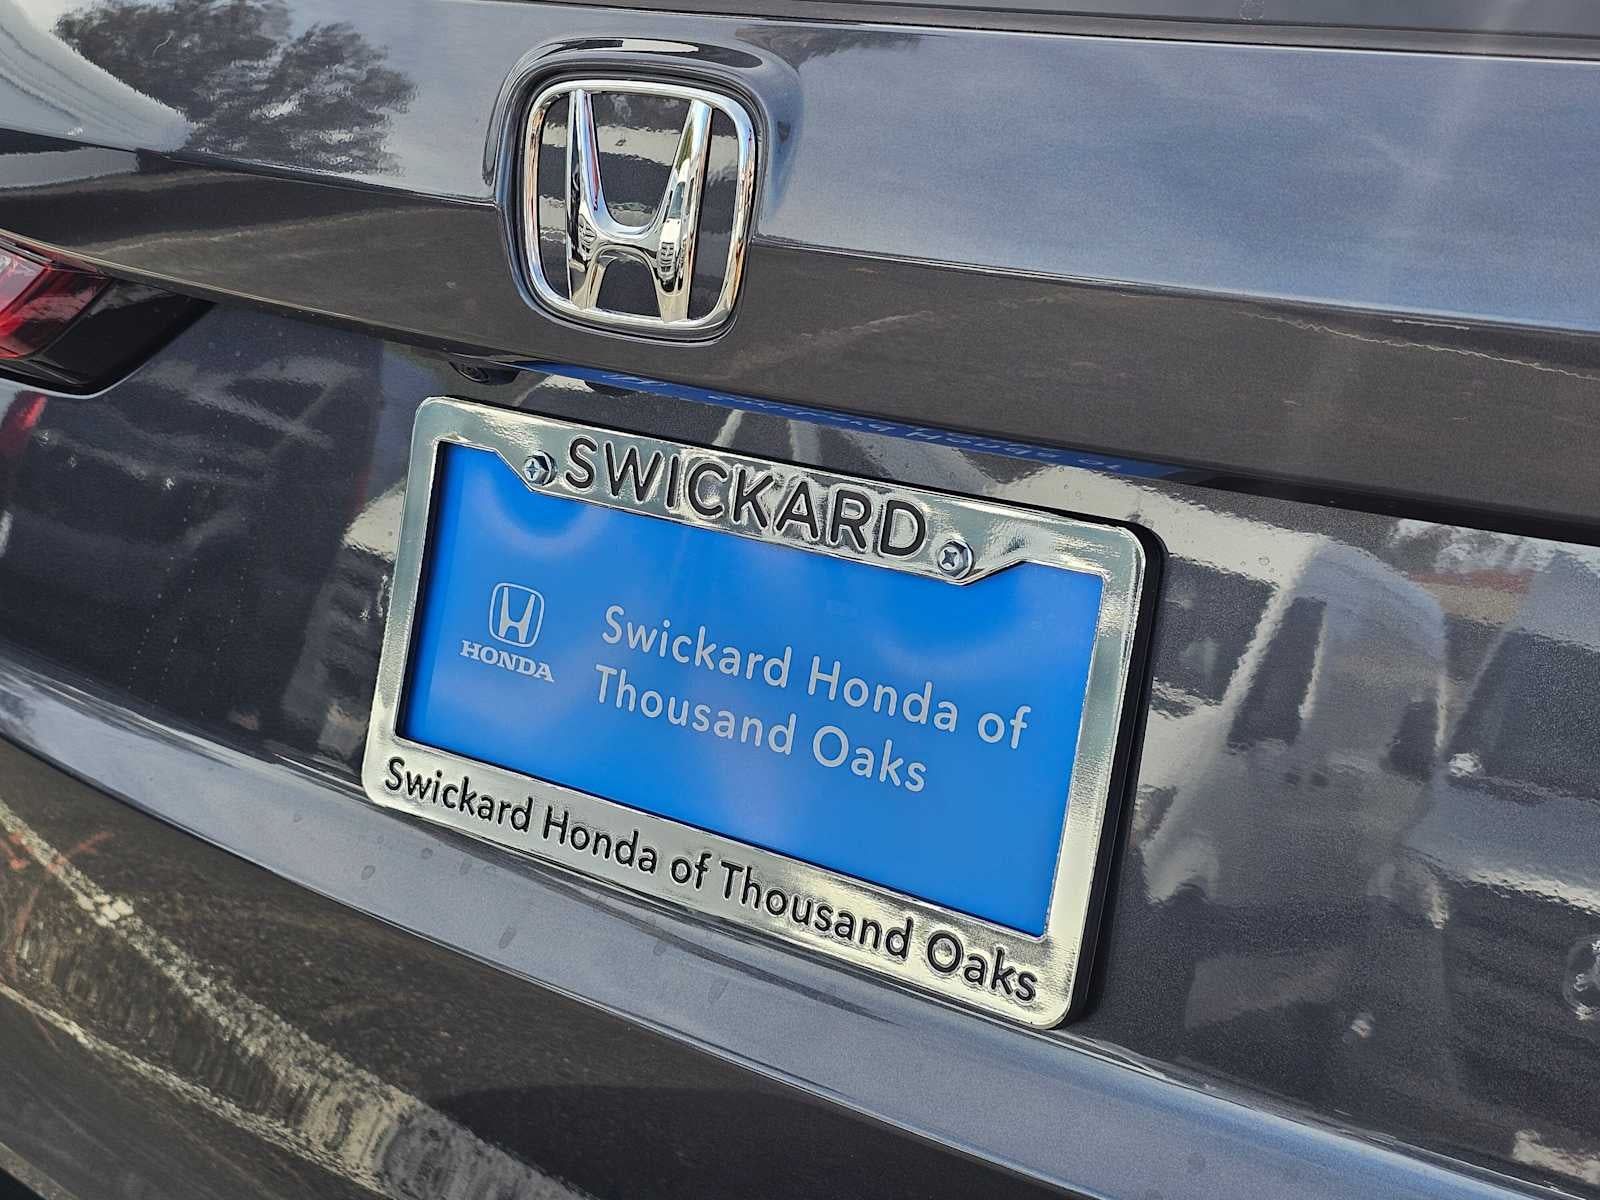 SWICKARD
HONDA
Swickard Honda of
Thousand Oaks
Swickard Honda of Thousand Oaks